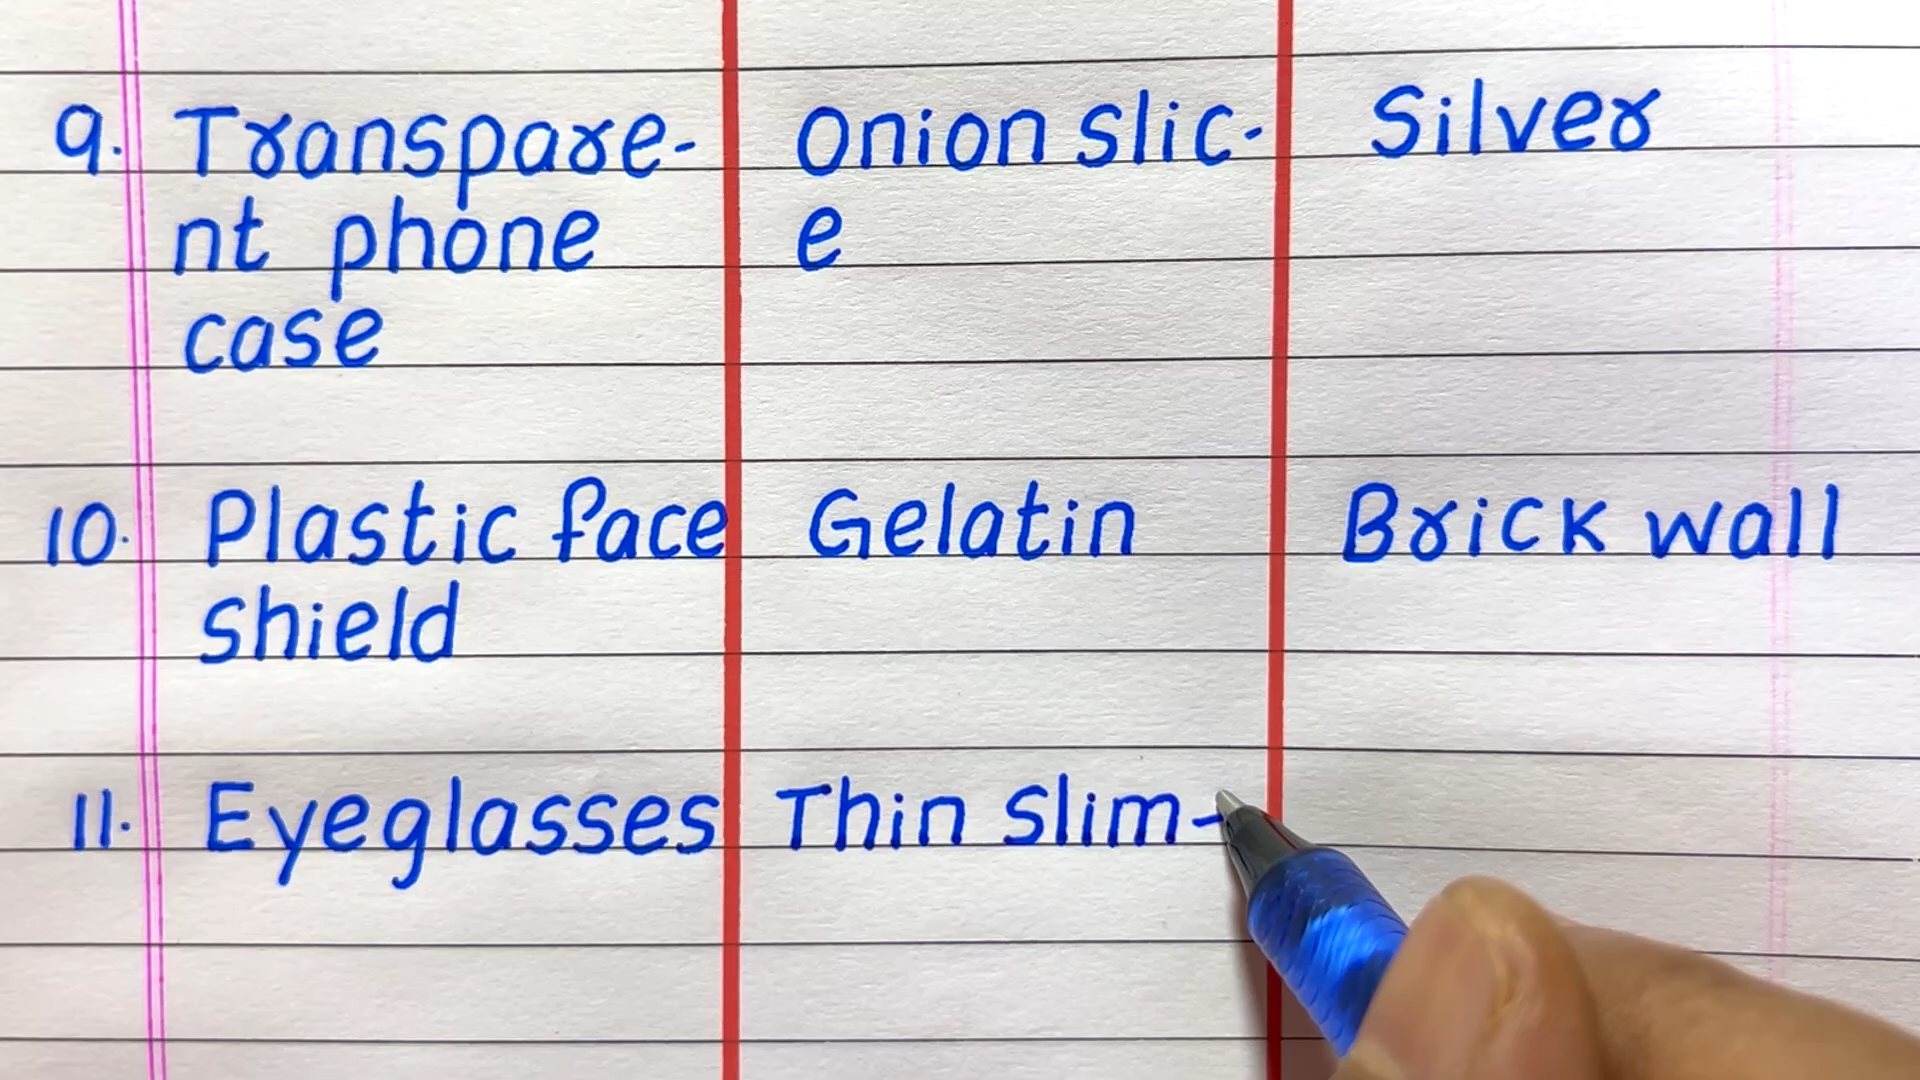 9. Transpare- Onion slic- Silver
nt phone e
case
10. Plastic face Gelatin Brick wall
shield
11. Eyeglasses Thin Slim-